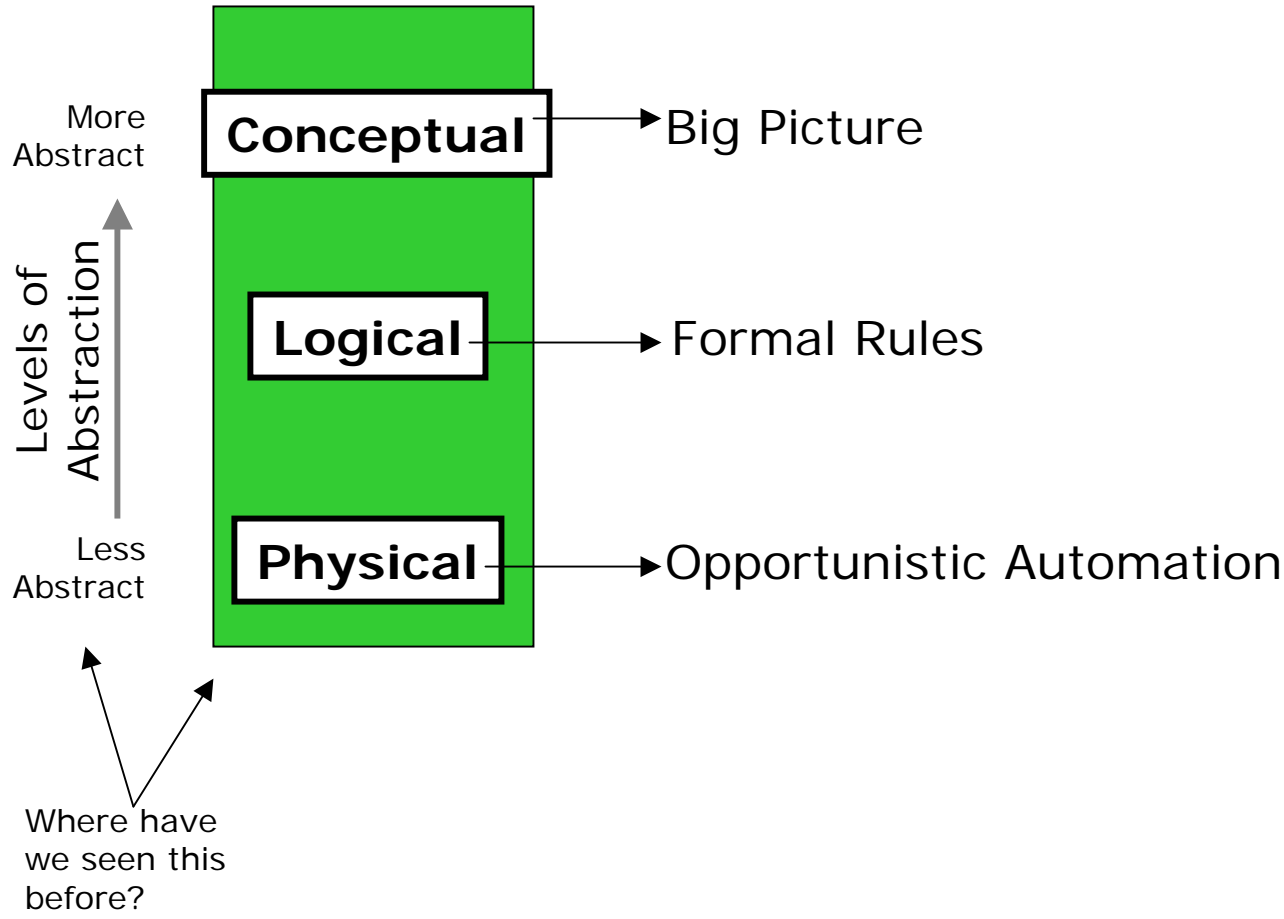 More
Abstract
Conceptual
Big Picture
Levels of
Abstraction
Logical
Formal Rules
Less
Abstract
Physical
Opportunistic Automation
Where have
we seen this
before?